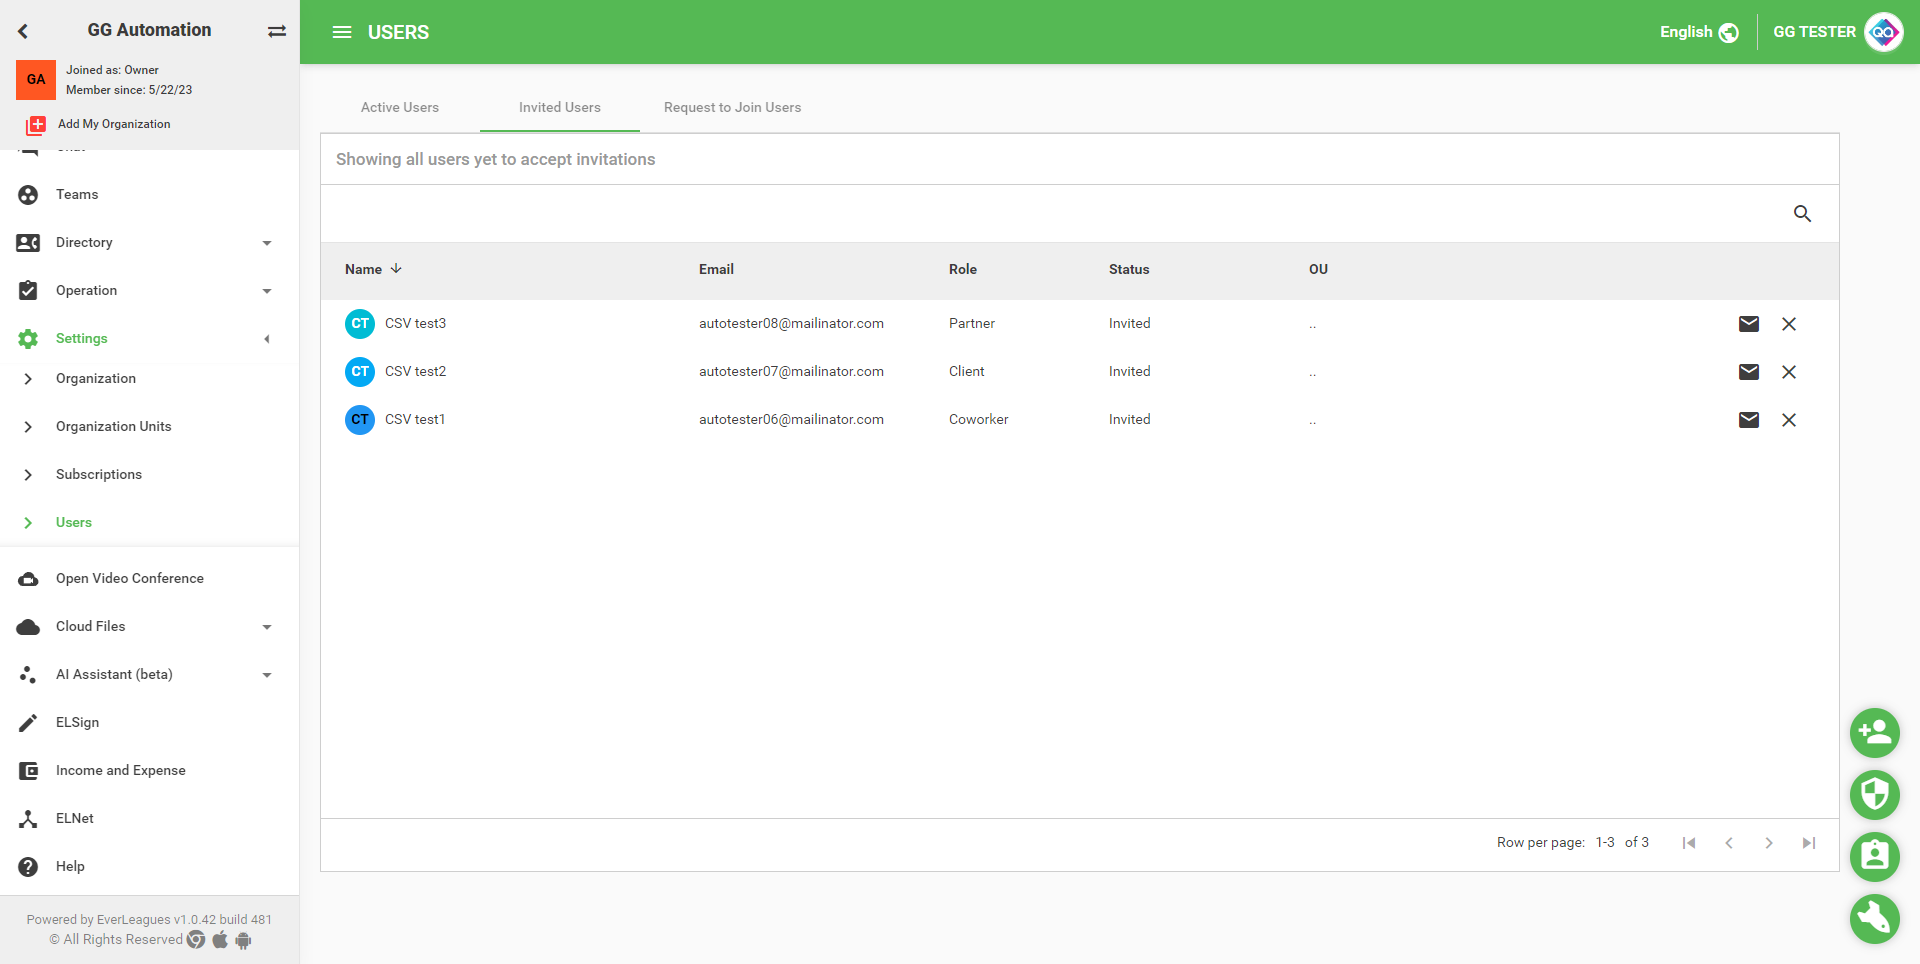 GG Automation
GA
Joined as: Owner
Member since: 5/22/23
Add My Organization
Teams
Directory
Operation
Settings
Organization
Organization Units
Subscriptions
Users
Open Video Conference
Cloud Files
AI Assistant (beta)
ELSign
Income and Expense
ELNet
Help
Powered by EverLeagues v1.0.42 build 481
© All Rights Reserved
USERS
English
GG TESTER
QA
Active Users Invited Users Request to Join Users
Showing all users yet to accept invitations
Name Email Role Status OU
CT CSV test3 autotester08@mailinator.com Partner Invited ..
CT CSV test2 autotester07@mailinator.com Client Invited ..
CT CSV test1 autotester06@mailinator.com Coworker Invited ..
Row per page: 1-3 of 3